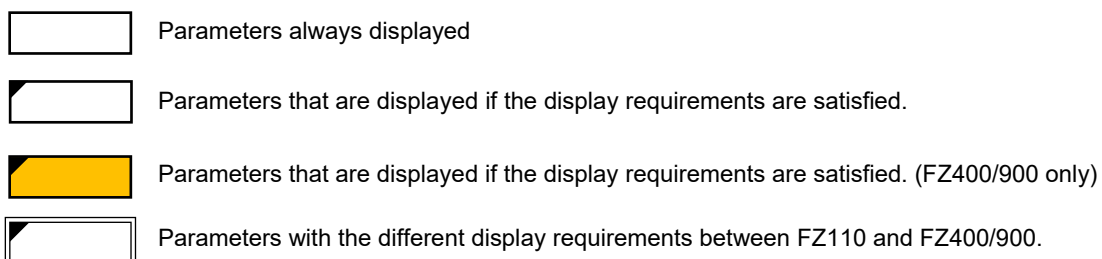 Parameters always displayed
Parameters that are displayed if the display requirements are satisfied.
Parameters that are displayed if the display requirements are satisfied. (FZ400/900 only)
Parameters with the different display requirements between FZ110 and FZ400/900.